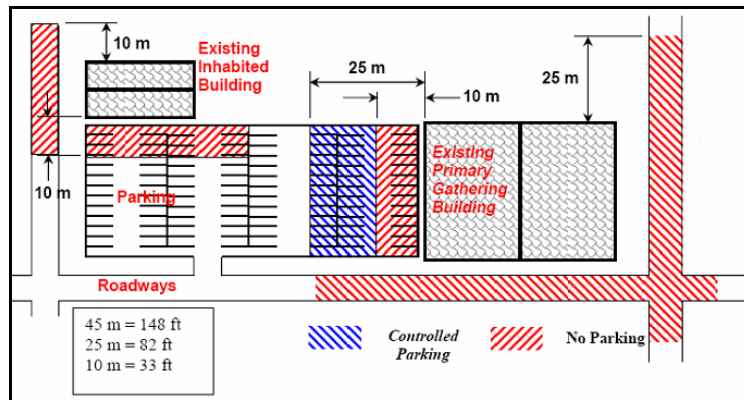 10 m
Existing
Inhabited
Building
25 m
10 m
25 m
Existing
Primary
Gathering
Building
10 m
Parking
Roadways
45 m = 148 ft
25 m = 82 ft
10 m = 33 ft
Controlled
Parking
No Parking